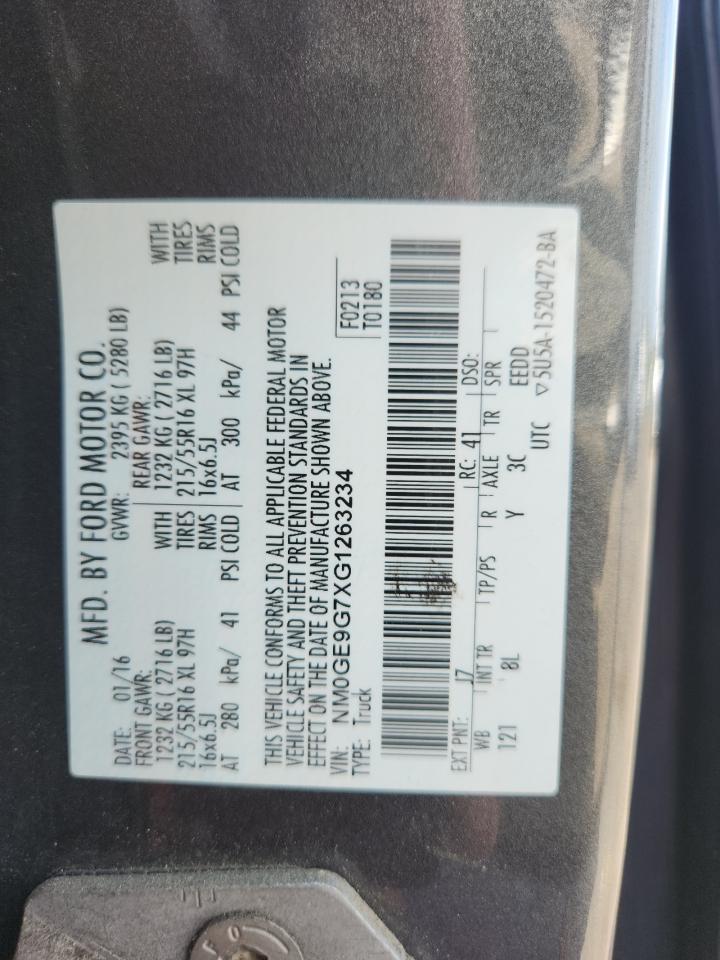 MFD. BY FORD MOTOR CO.
DATE: 01/16 GVWR: 2395 KG ( 5280 LB)
FRONT GAWR: REAR GAWR:
1232 KG ( 2716 LB) WITH 1232 KG ( 2716 LB) WITH
215/55R16 XL 97H TIRES 215/55R16 XL 97H TIRES
16x6.5J RIMS 16x6.5J RIMS
AT 280 kPa/ 41 PSI COLD AT 300 kPa/ 44 PSI COLD
THIS VEHICLE CONFORMS TO ALL APPLICABLE FEDERAL MOTOR
VEHICLE SAFETY AND THEFT PREVENTION STANDARDS IN
EFFECT ON THE DATE OF MANUFACTURE SHOWN ABOVE.
VIN: NM0GE9G7XG1263234 F0213
TYPE: Truck T0180
EXT PNT: J7 RC: 41 DSO:
WB INT TR TP/PS R AXLE TR SPR
121 8L Y 3C EEDD
UTC ▽5U5A-1520472-BA